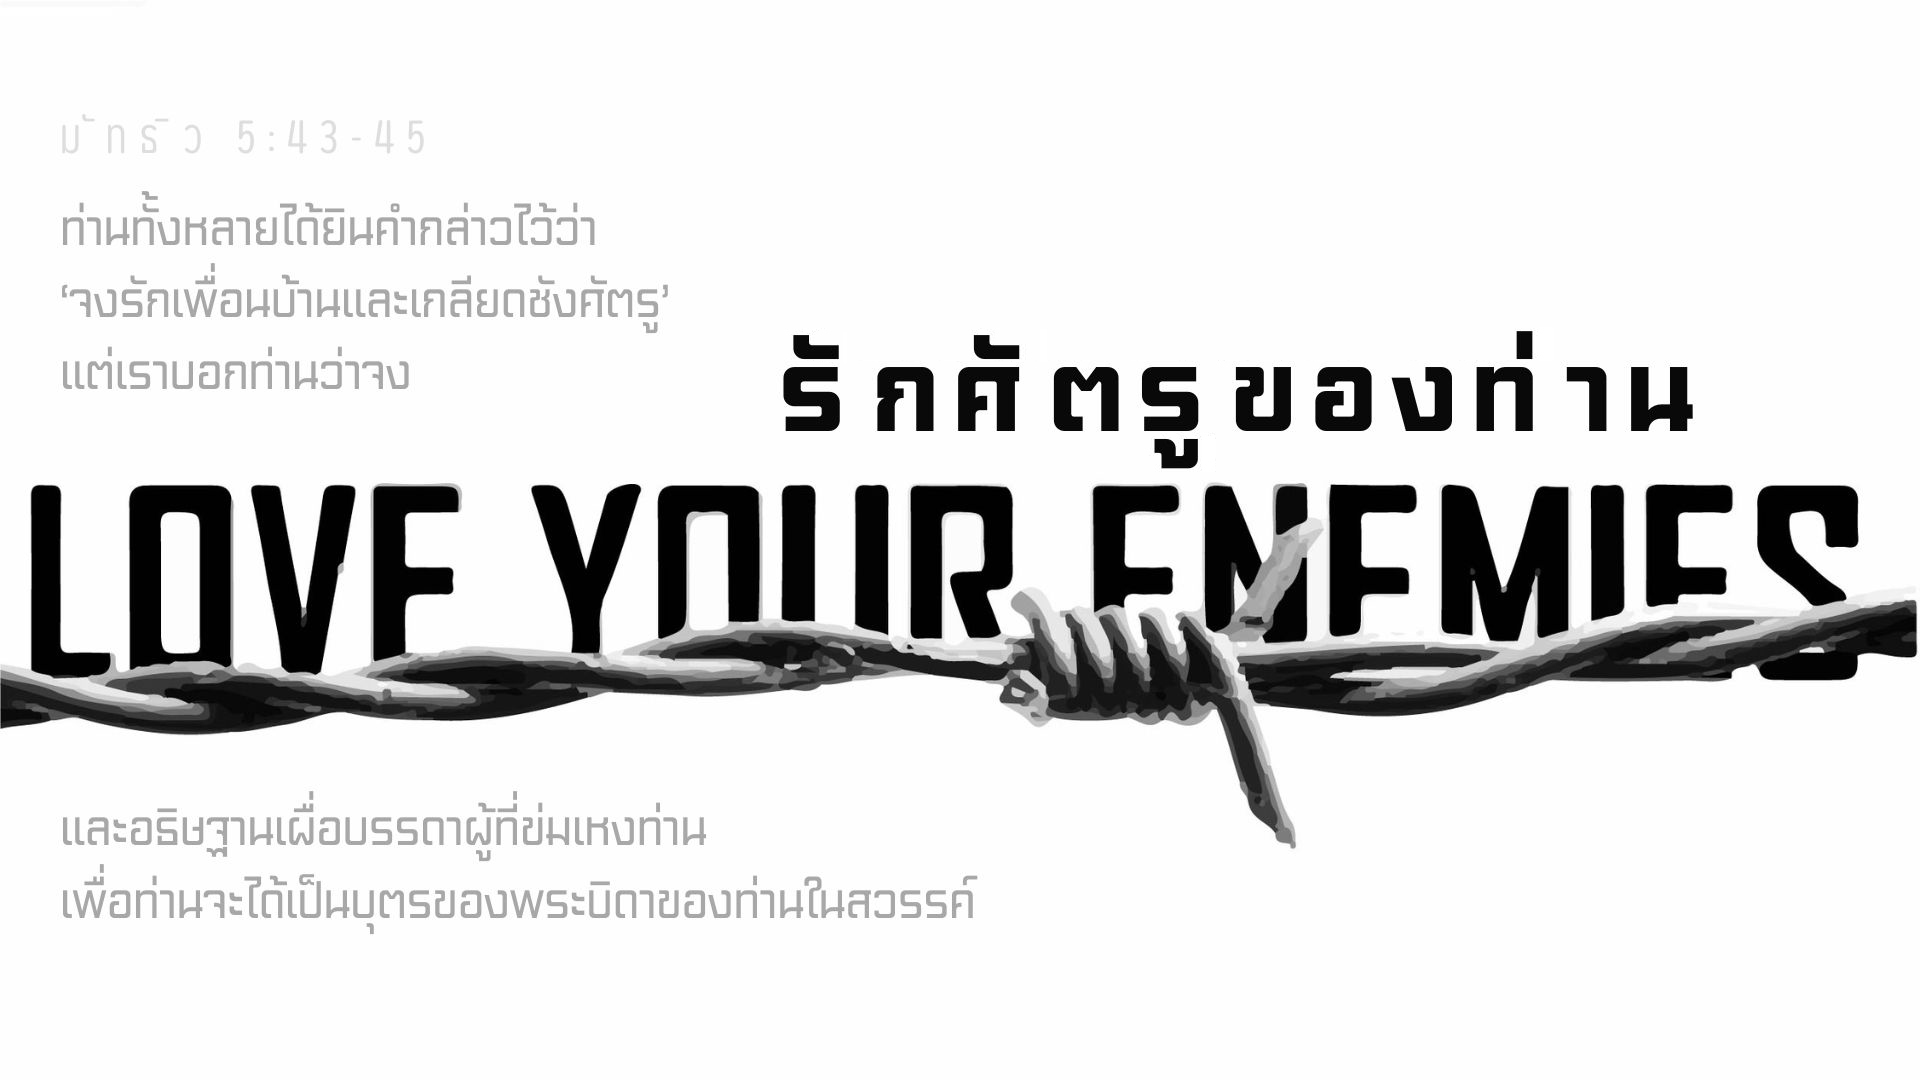 มัทธิว 5:43-45
ท่านทั้งหลายได้ยินคำกล่าวไว้ว่า
‘จงรักเพื่อนบ้านและเกลียดชังศัตรู’
แต่เราบอกท่านว่าจง
รักศัตรูของท่าน
LOVE YOUR ENEMIES
และอธิษฐานเผื่อบรรดาผู้ที่ข่มเหงท่าน
เพื่อท่านจะได้เป็นบุตรของพระบิดาของท่านในสวรรค์